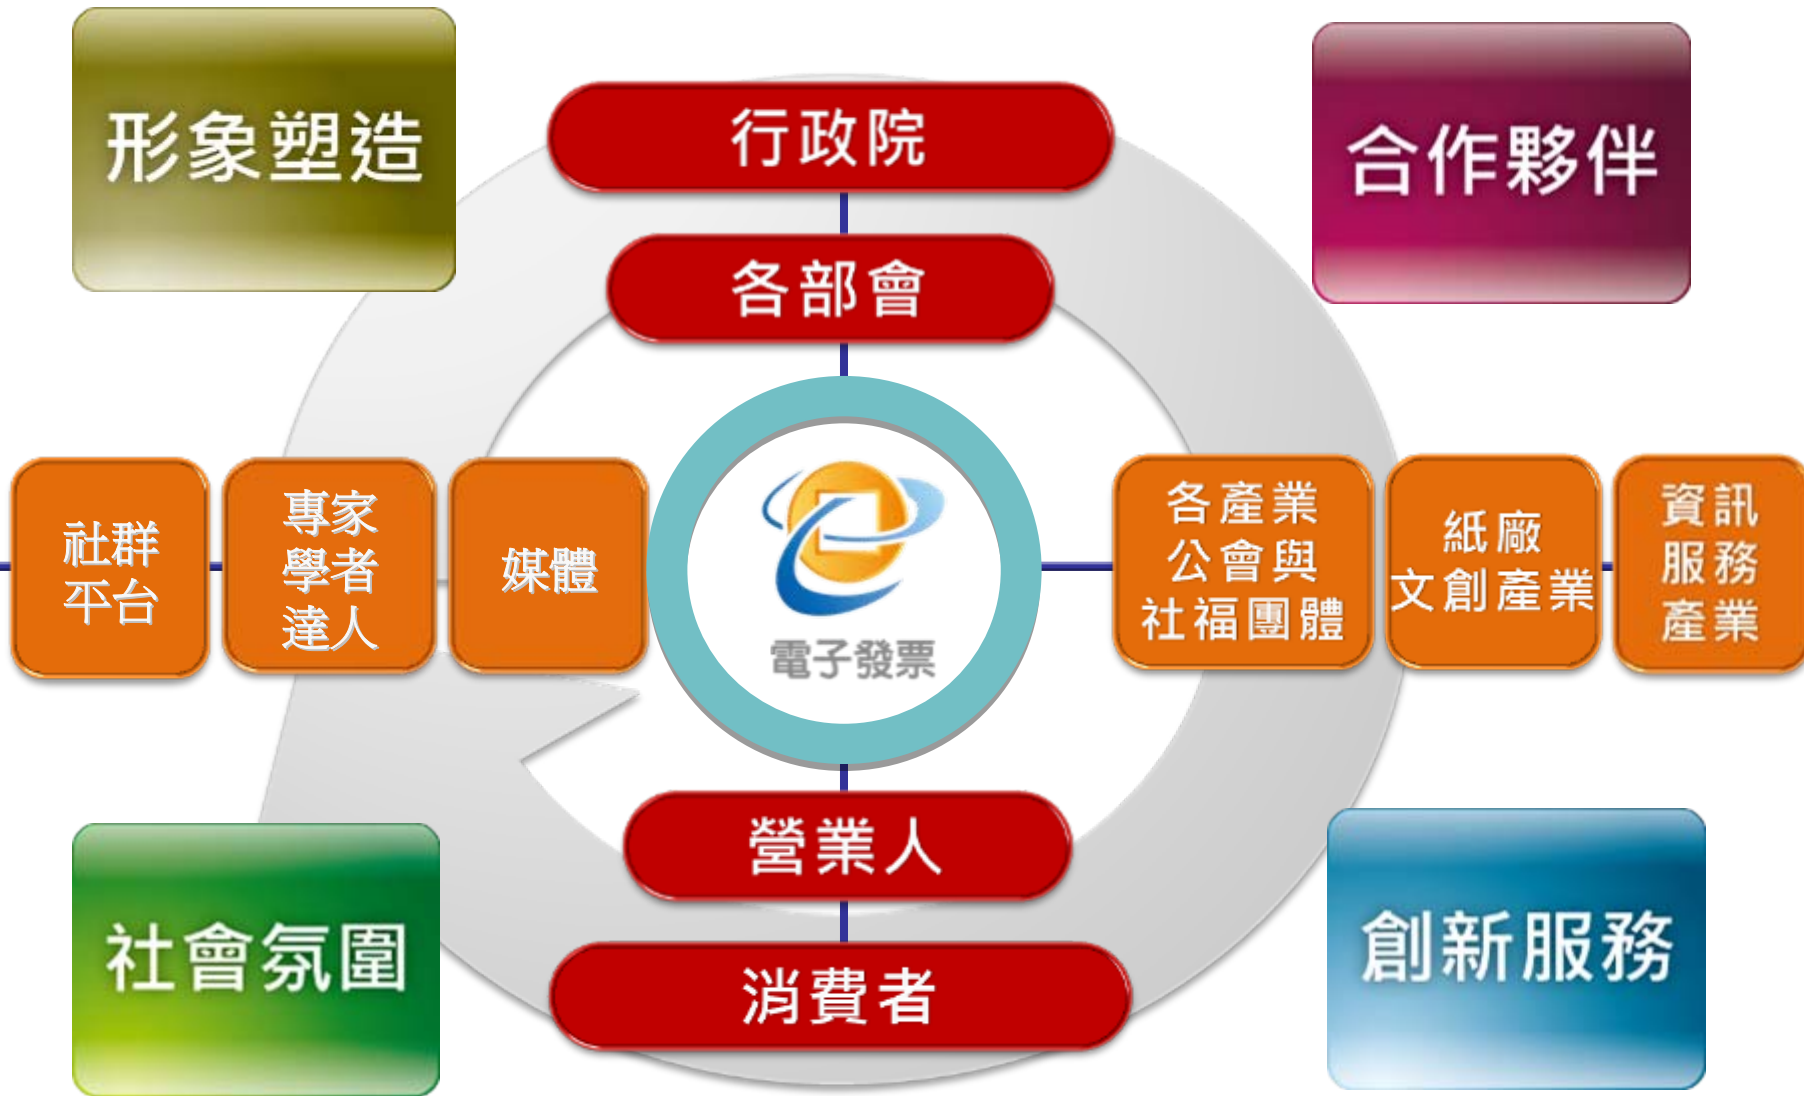 形象塑造
行政院
合作夥伴
各部會
社群
平台
專家
學者
達人
媒體
電子發票
各產業
公會與
社福團體
紙廠
文創產業
資訊
服務
產業
營業人
社會氛圍
消費者
創新服務